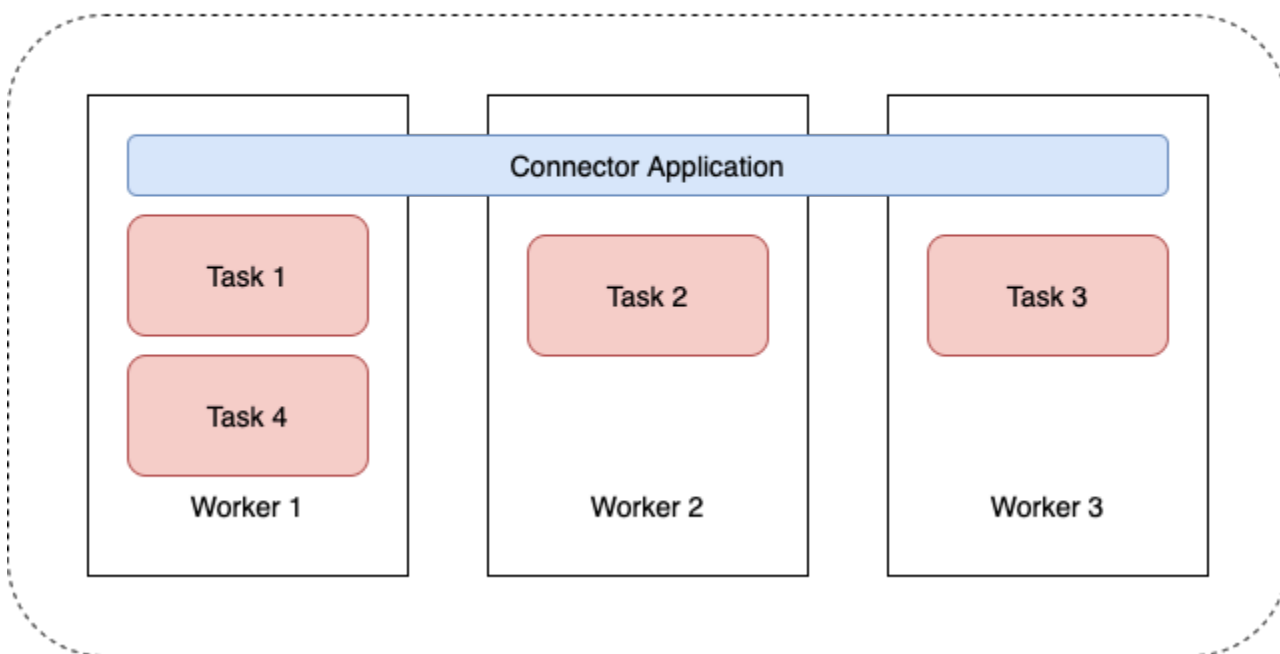 Connector Application
Task 1
Task 2
Task 3
Task 4
Worker 1
Worker 2
Worker 3